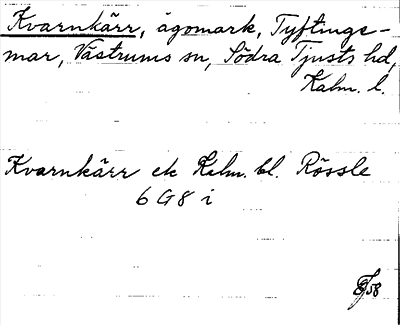 Kvarnkärr, ägomark, Tyftinge-
mar, Västrums sn, Södra Tjusts hd,
Kalm. l.
Kvarnkärr ek Kalm. bl. Rössle
6 G 8 i